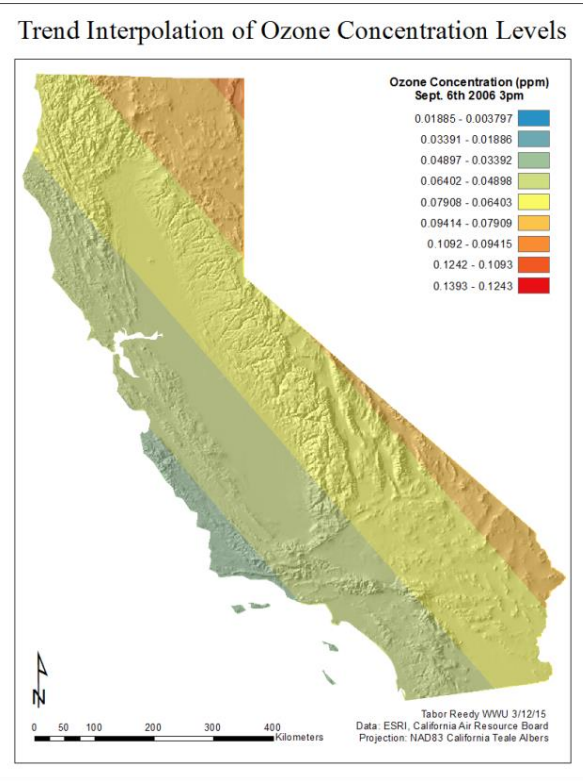 Trend Interpolation of Ozone Concentration Levels
Ozone Concentration (ppm)
Sept. 6th 2006 3pm
0.01885 - 0.003797
0.03391 - 0.01886
0.04897 - 0.03392
0.06402 - 0.04898
0.07908 - 0.06403
0.09414 - 0.07909
0.1092 - 0.09415
0.1242 - 0.1093
0.1393 - 0.1243
N
0 50 100 200 300 400
Kilometers
Tabor Reedy WWU 3/12/15
Data: ESRI, California Air Resource Board
Projection: NAD83 California Teale Albers